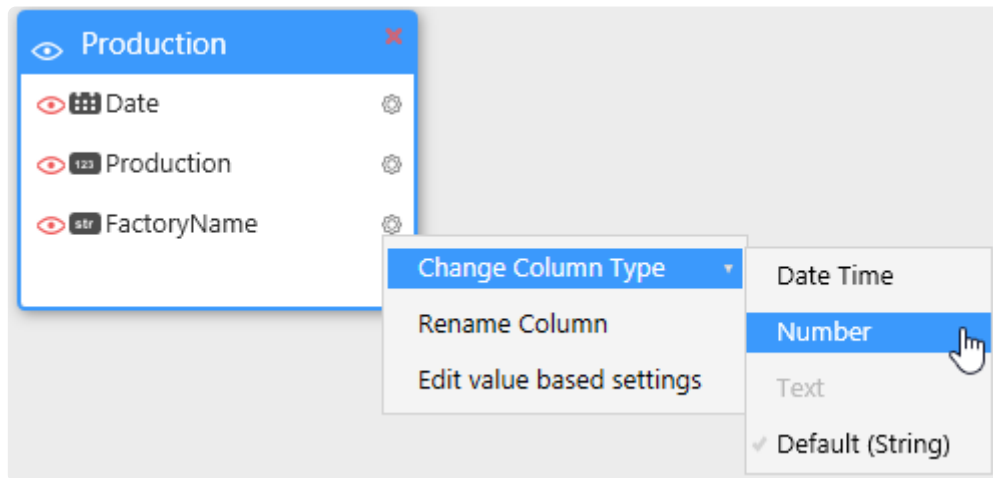 Production
Date
123 Production
str FactoryName
Change Column Type
Rename Column
Edit value based settings
Date Time
Number
Text
Default (String)